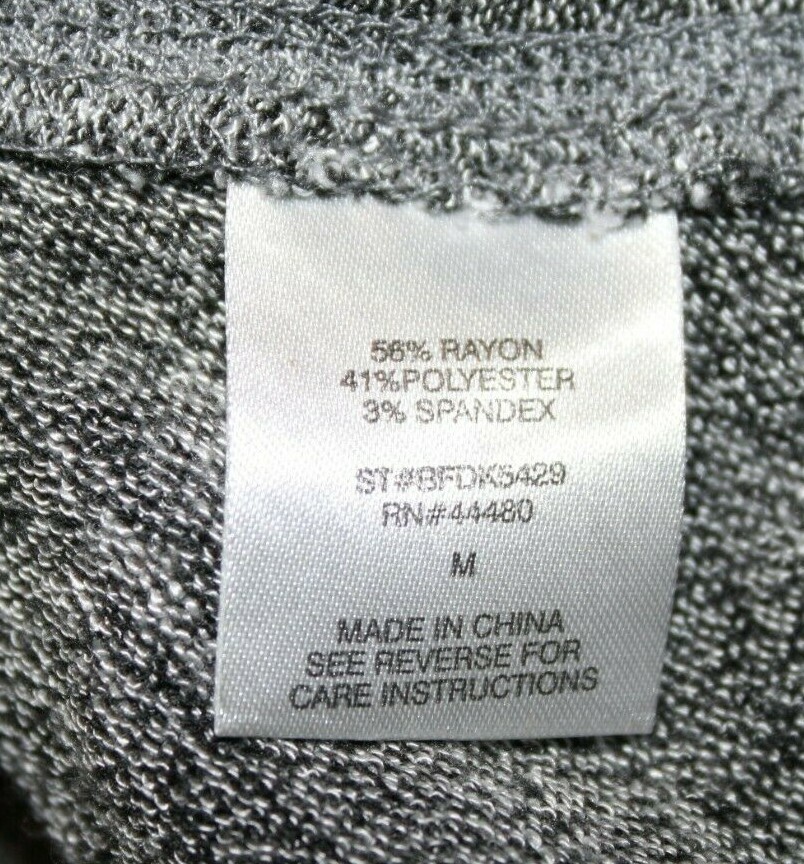 56% RAYON
41%POLYESTER
3% SPANDEX
ST#BFDK5429
RN#44480
M
MADE IN CHINA
SEE REVERSE FOR
CARE INSTRUCTIONS